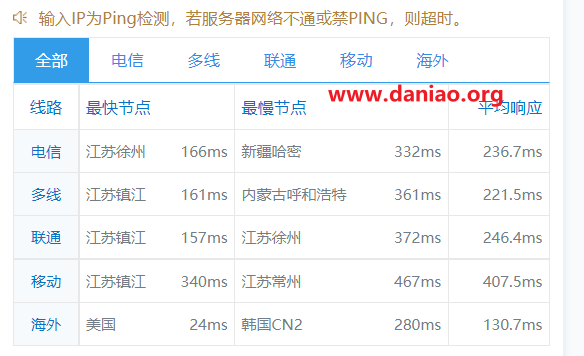 输入IP为Ping检测，若服务器网络不通或禁PING，则超时。
全部 电信 多线 联通 移动 海外
www.daniao.org
线路 最快节点 最慢节点 平均响应
电信 江苏徐州 166ms 新疆哈密 332ms 236.7ms
多线 江苏镇江 161ms 内蒙古呼和浩特 361ms 221.5ms
联通 江苏镇江 157ms 江苏徐州 372ms 246.4ms
移动 江苏镇江 340ms 江苏常州 467ms 407.5ms
海外 美国 24ms 韩国CN2 280ms 130.7ms